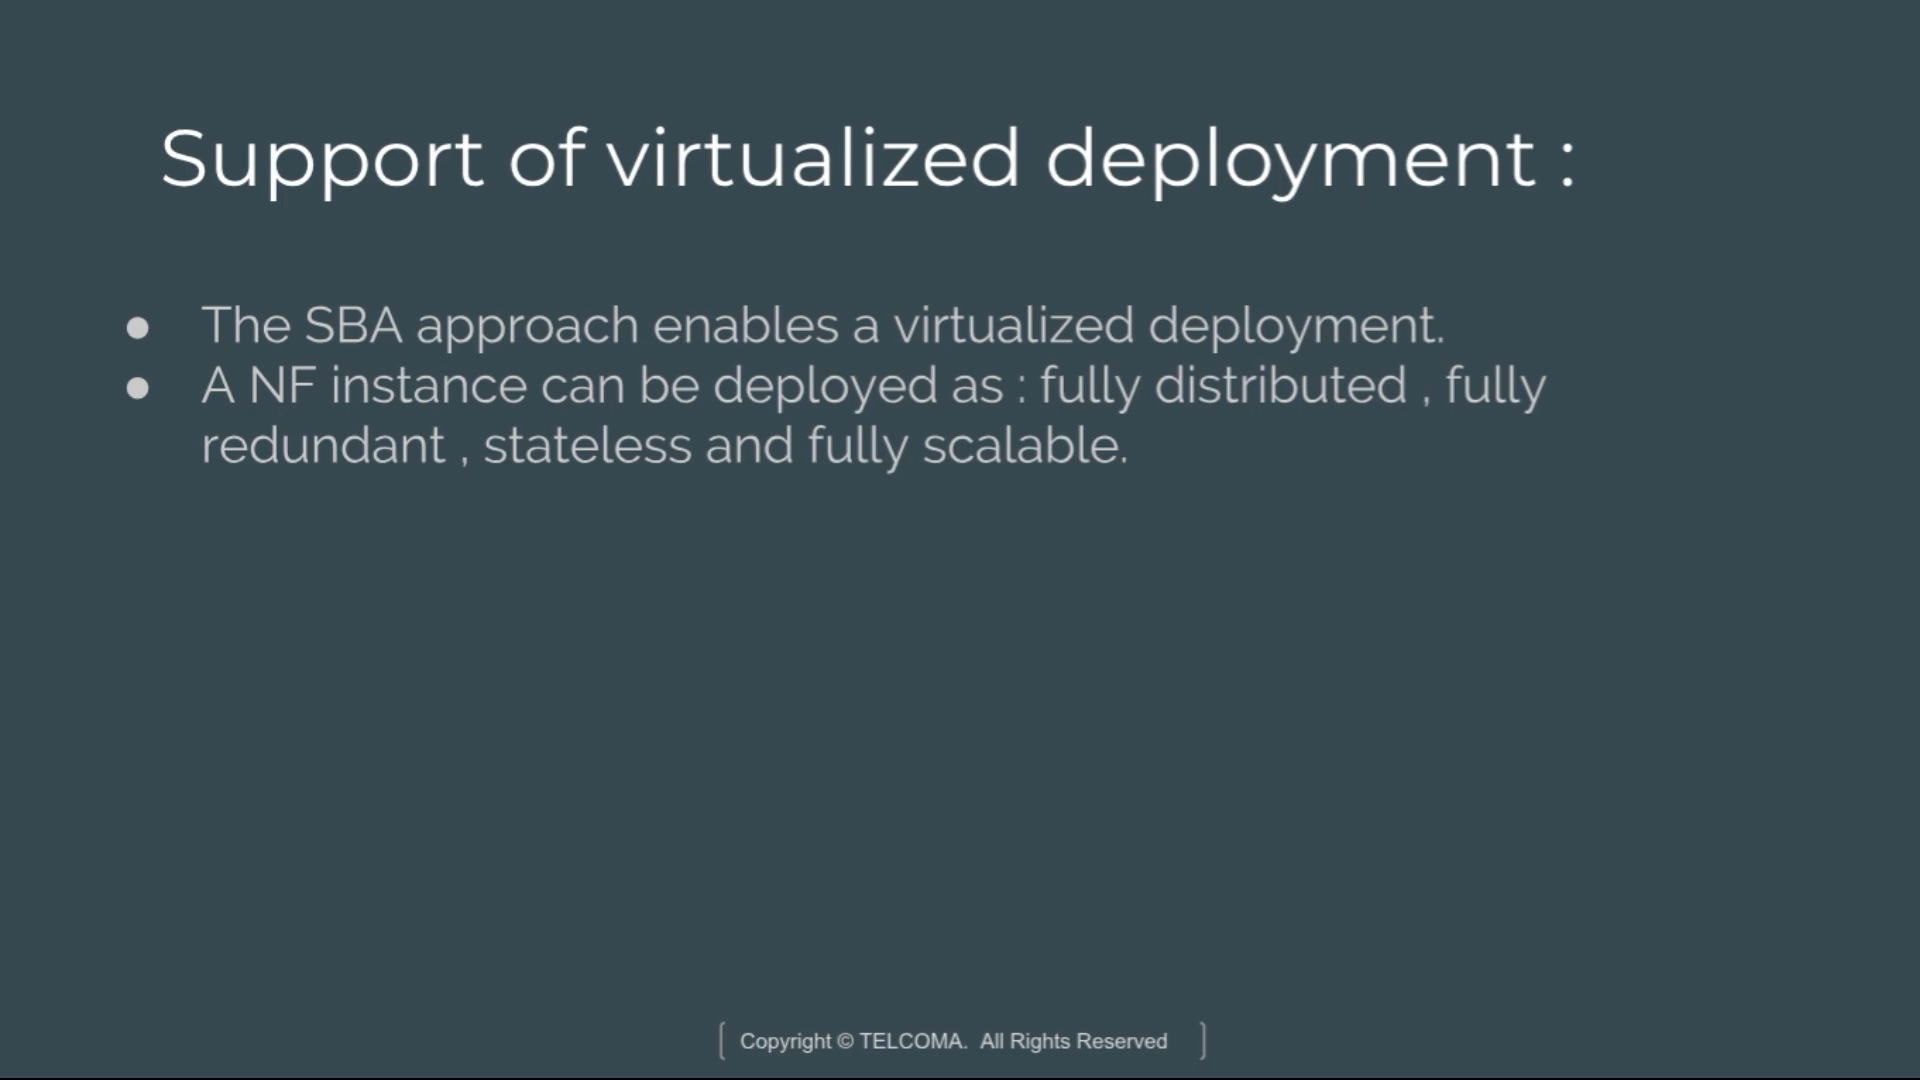 Support of virtualized deployment :
● The SBA approach enables a virtualized deployment.
● A NF instance can be deployed as : fully distributed , fully
redundant , stateless and fully scalable.
[ Copyright © TELCOMA. All Rights Reserved ]